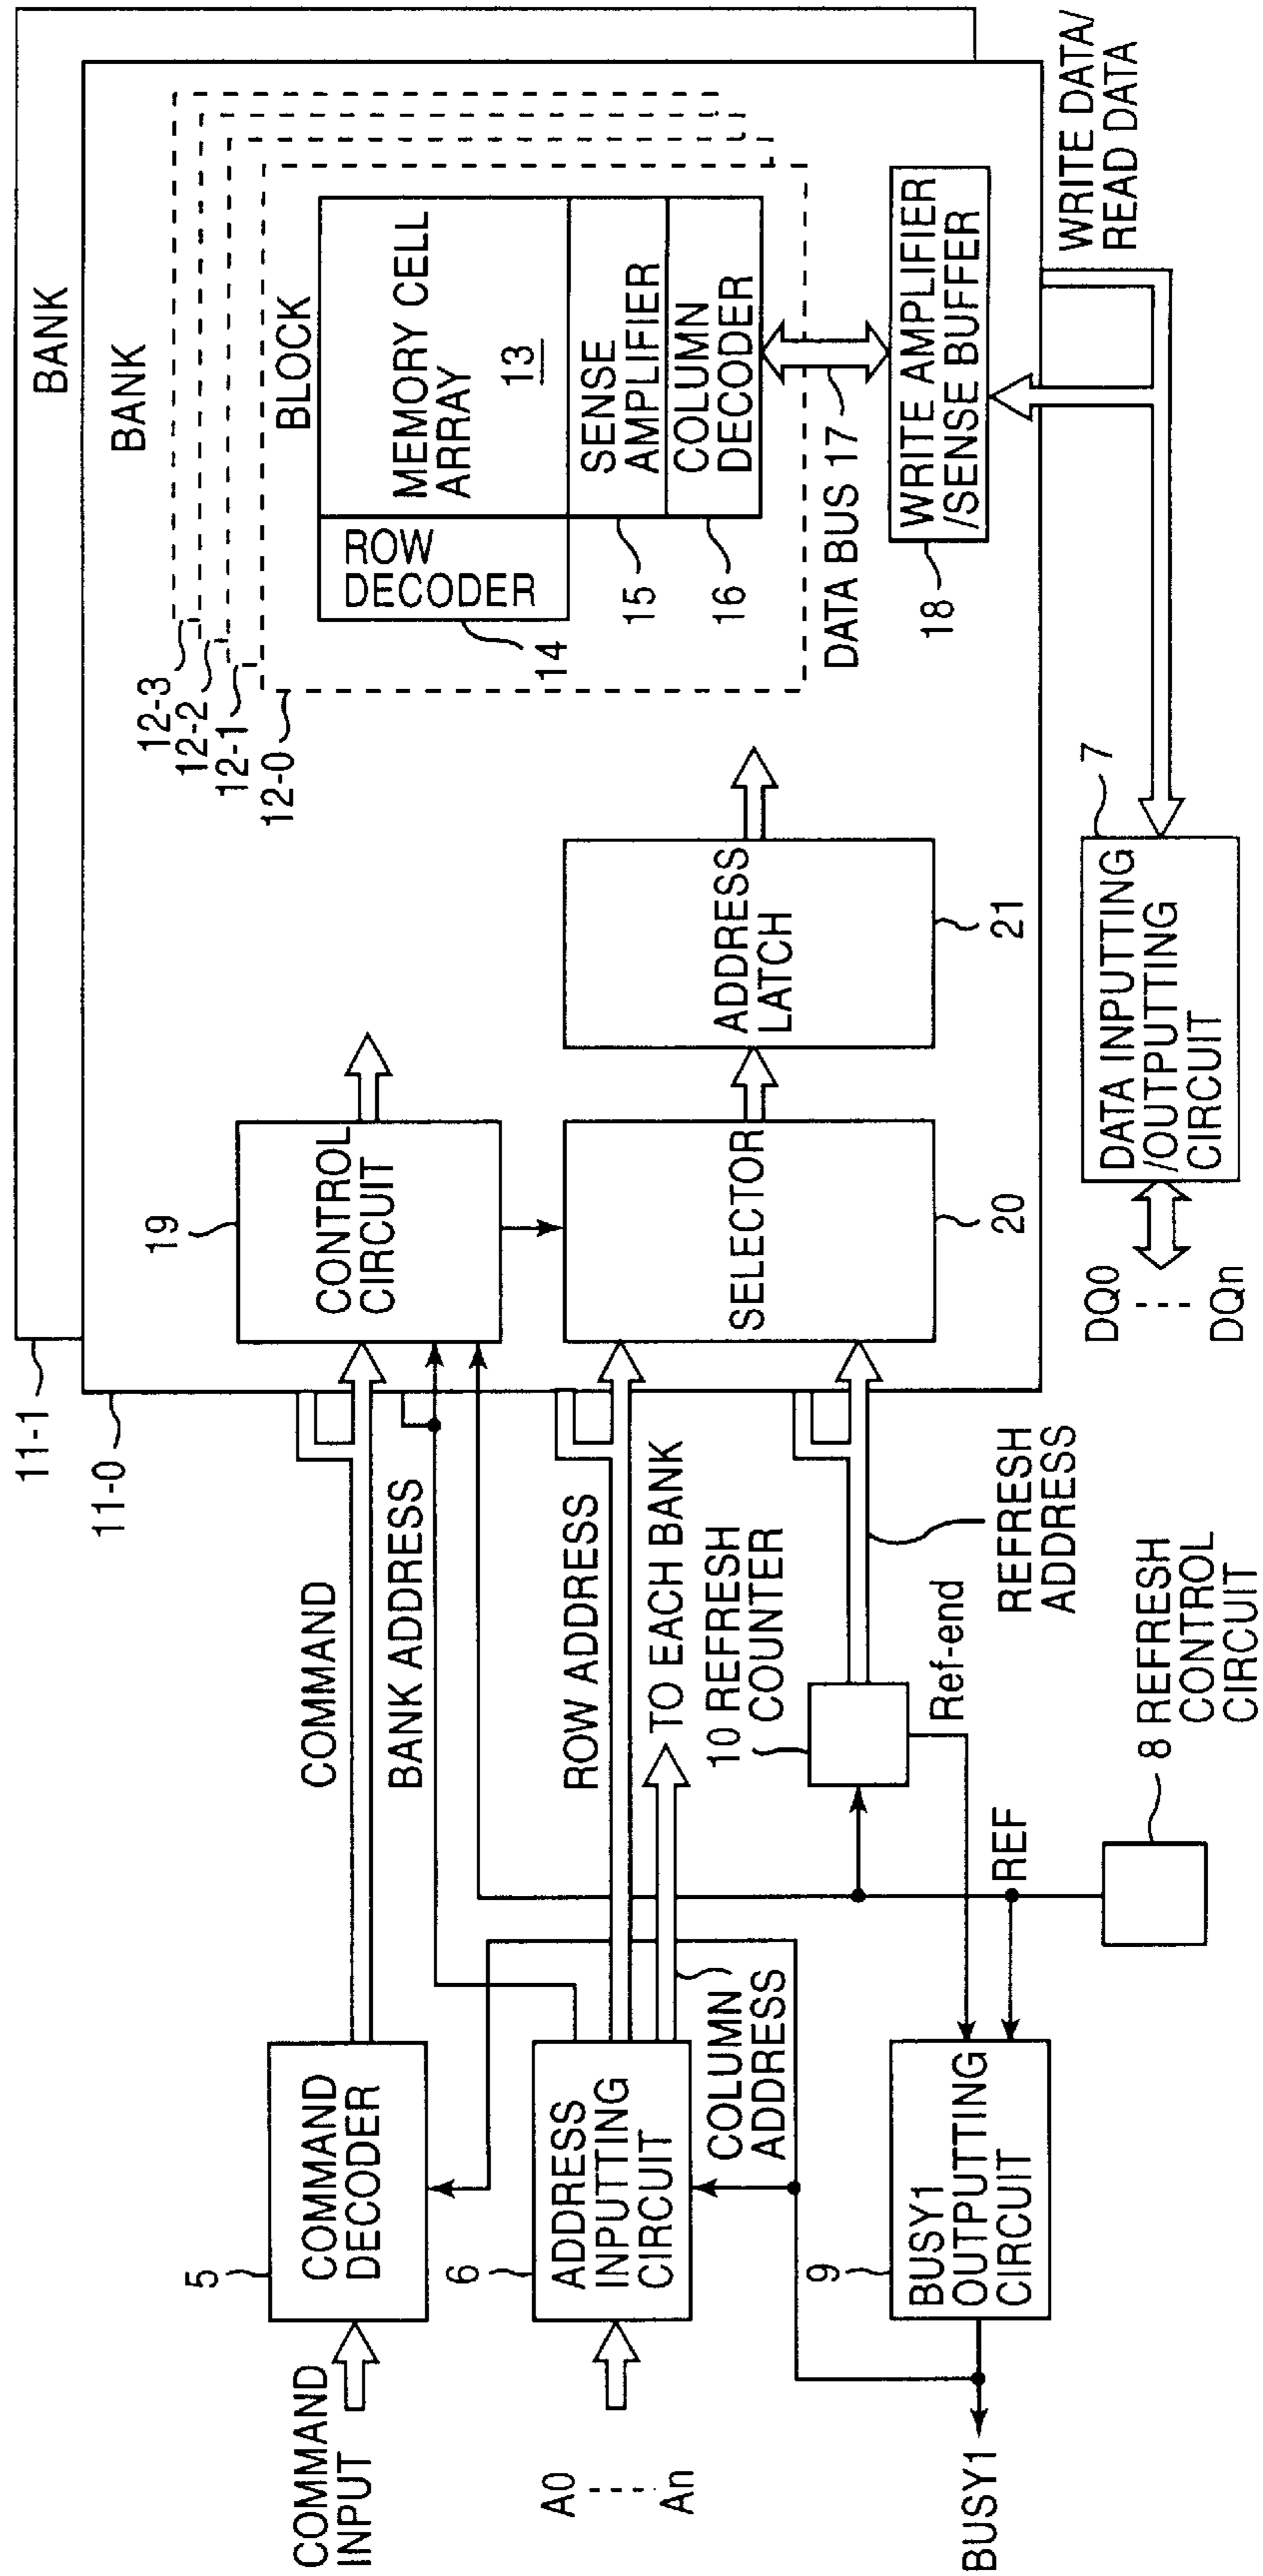 COMMAND
INPUT
5
COMMAND
DECODER
COMMAND
BANK ADDRESS
A0
An
6
ADDRESS
INPUTTING
CIRCUIT
ROW ADDRESS
TO EACH BANK
COLUMN
ADDRESS
BUSY1
9
BUSY1
OUTPUTTING
CIRCUIT
10 REFRESH
COUNTER
Ref-end
REF
8 REFRESH
CONTROL
CIRCUIT
REFRESH
ADDRESS
11-1
11-0
BANK
BANK
19
CONTROL
CIRCUIT
SELECTOR
20
ADDRESS
LATCH
21
12-3
12-2
12-1
12-0
BLOCK
MEMORY CELL
ARRAY
13
ROW
DECODER
14
SENSE
AMPLIFIER
15
COLUMN
DECODER
16
DATA BUS 17
WRITE AMPLIFIER
/SENSE BUFFER
18
WRITE DATA/
READ DATA
7
DATA INPUTTING
/OUTPUTTING
CIRCUIT
DQ0
DQn